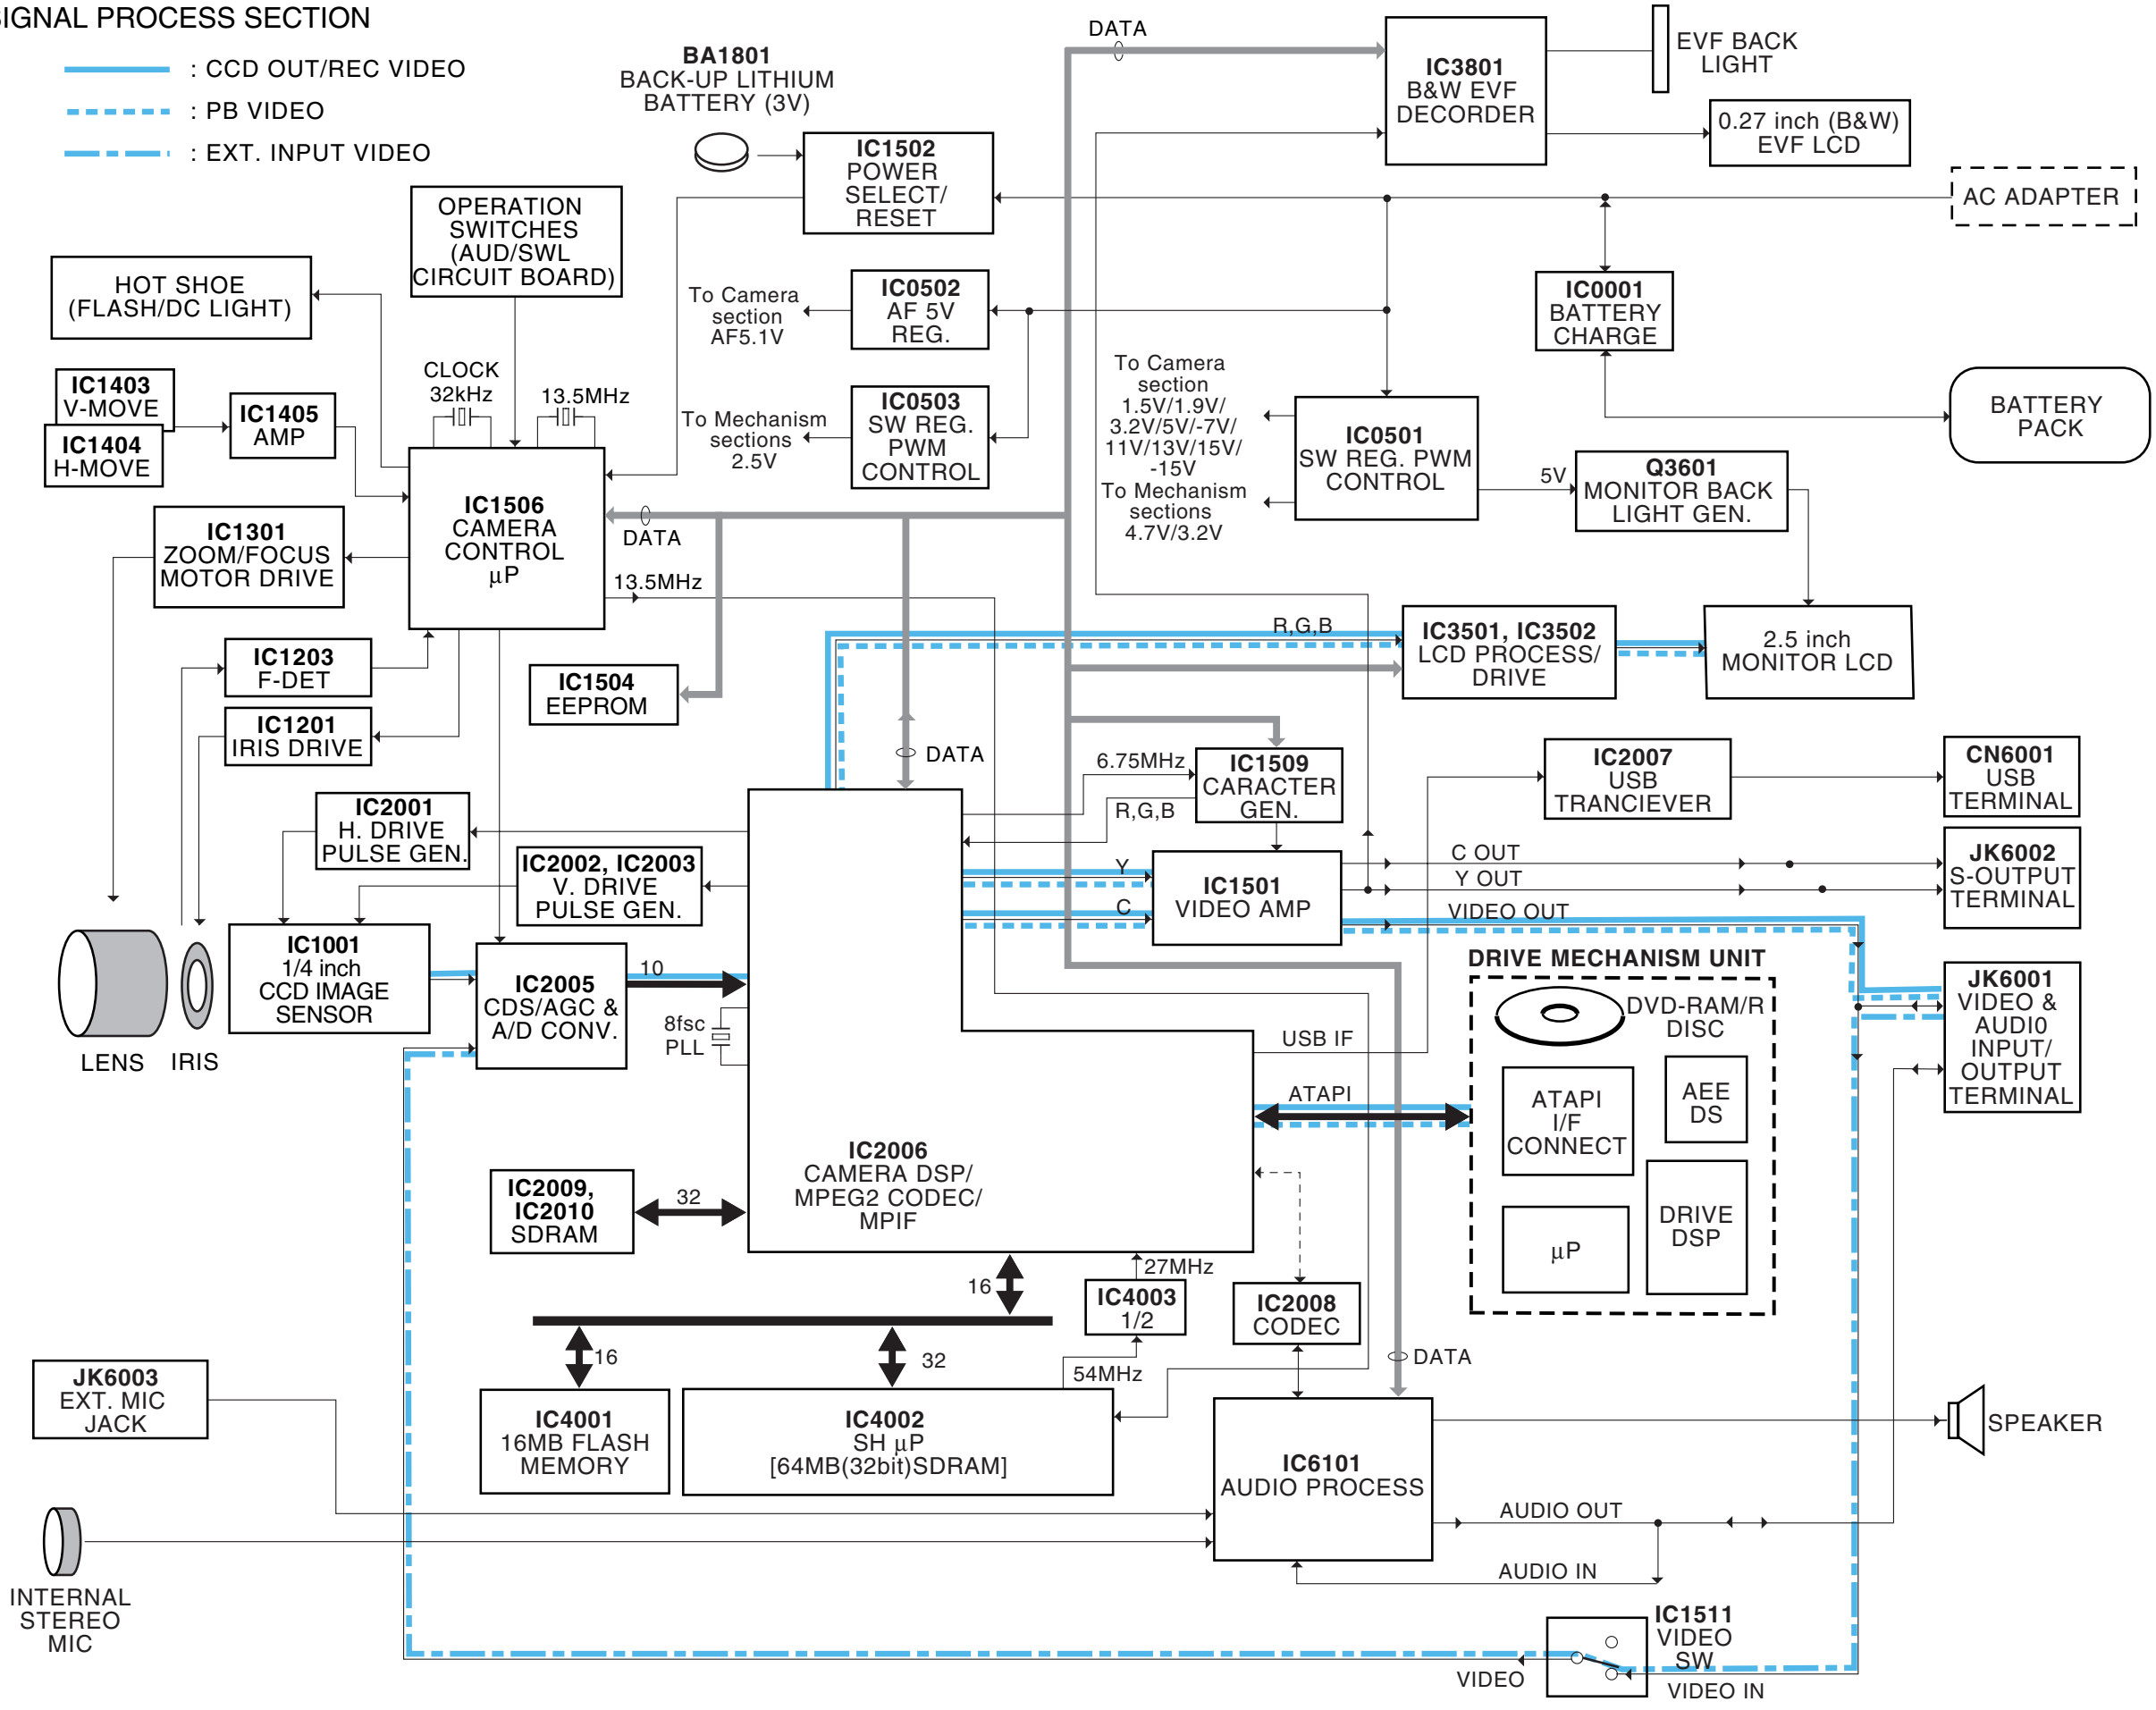 SIGNAL PROCESS SECTION
: CCD OUT/REC VIDEO
: PB VIDEO
: EXT. INPUT VIDEO
BA1801
BACK-UP LITHIUM
BATTERY (3V)
DATA
IC3801
B&W EVF
DECORDER
EVF BACK
LIGHT
0.27 inch (B&W)
EVF LCD
IC1502
POWER
SELECT/
RESET
AC ADAPTER
OPERATION
SWITCHES
(AUD/SWL
CIRCUIT BOARD)
HOT SHOE
(FLASH/DC LIGHT)
To Camera
section
AF5.1V
IC0502
AF 5V
REG.
IC0001
BATTERY
CHARGE
BATTERY
PACK
CLOCK
32kHz
13.5MHz
IC1403
V-MOVE
IC1404
H-MOVE
IC1405
AMP
To Mechanism
sections
2.5V
IC0503
SW REG.
PWM
CONTROL
To Camera
section
1.5V/1.9V/
3.2V/5V/-7V/
11V/13V/15V/
-15V
To Mechanism
sections
4.7V/3.2V
IC0501
SW REG. PWM
CONTROL
5V
Q3601
MONITOR BACK
LIGHT GEN.
IC1506
CAMERA
CONTROL
µP
DATA
13.5MHz
IC1301
ZOOM/FOCUS
MOTOR DRIVE
IC1203
F-DET
IC1201
IRIS DRIVE
IC1504
EEPROM
R,G,B
IC3501, IC3502
LCD PROCESS/
DRIVE
2.5 inch
MONITOR LCD
DATA
6.75MHz
R,G,B
IC1509
CARACTER
GEN.
IC2007
USB
TRANCIEVER
CN6001
USB
TERMINAL
IC2001
H. DRIVE
PULSE GEN.
IC2002, IC2003
V. DRIVE
PULSE GEN.
Y
C
IC1501
VIDEO AMP
C OUT
Y OUT
VIDEO OUT
JK6002
S-OUTPUT
TERMINAL
LENS
IRIS
IC1001
1/4 inch
CCD IMAGE
SENSOR
IC2005
CDS/AGC &
A/D CONV.
10
8fsc
PLL
DRIVE MECHANISM UNIT
DVD-RAM/R
DISC
ATAPI
I/F
CONNECT
AEE
DS
µP
DRIVE
DSP
JK6001
VIDEO &
AUDI0
INPUT/
OUTPUT
TERMINAL
USB IF
ATAPI
IC2006
CAMERA DSP/
MPEG2 CODEC/
MPIF
IC2009,
IC2010
SDRAM
32
16
27MHz
IC4003
1/2
54MHz
IC2008
CODEC
DATA
16
32
JK6003
EXT. MIC
JACK
IC4001
16MB FLASH
MEMORY
IC4002
SH µP
[64MB(32bit)SDRAM]
IC6101
AUDIO PROCESS
SPEAKER
AUDIO OUT
AUDIO IN
INTERNAL
STEREO
MIC
IC1511
VIDEO
SW
VIDEO
VIDEO IN